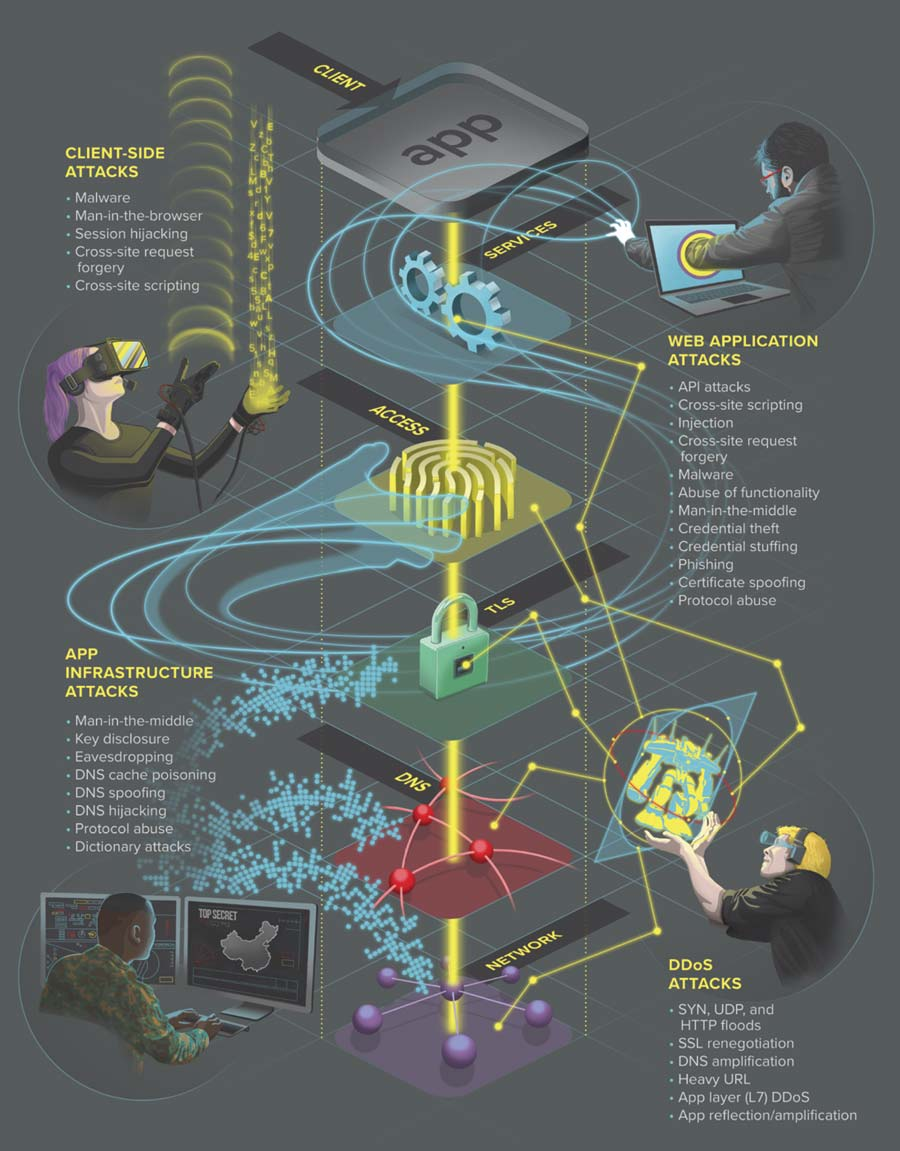 CLIENT
app
CLIENT-SIDE
ATTACKS
• Malware
• Man-in-the-browser
• Session hijacking
• Cross-site request
forgery
• Cross-site scripting
SERVICES
WEB APPLICATION
ATTACKS
• API attacks
• Cross-site scripting
• Injection
• Cross-site request
forgery
• Malware
• Abuse of functionality
• Man-in-the-middle
• Credential theft
• Credential stuffing
• Phishing
• Certificate spoofing
• Protocol abuse
ACCESS
TLS
APP
INFRASTRUCTURE
ATTACKS
• Man-in-the-middle
• Key disclosure
• Eavesdropping
• DNS cache poisoning
• DNS spoofing
• DNS hijacking
• Protocol abuse
• Dictionary attacks
DNS
TOP SECRET
NETWORK
DDoS
ATTACKS
• SYN, UDP, and
HTTP floods
• SSL renegotiation
• DNS amplification
• Heavy URL
• App layer (L7) DDoS
• App reflection/amplification